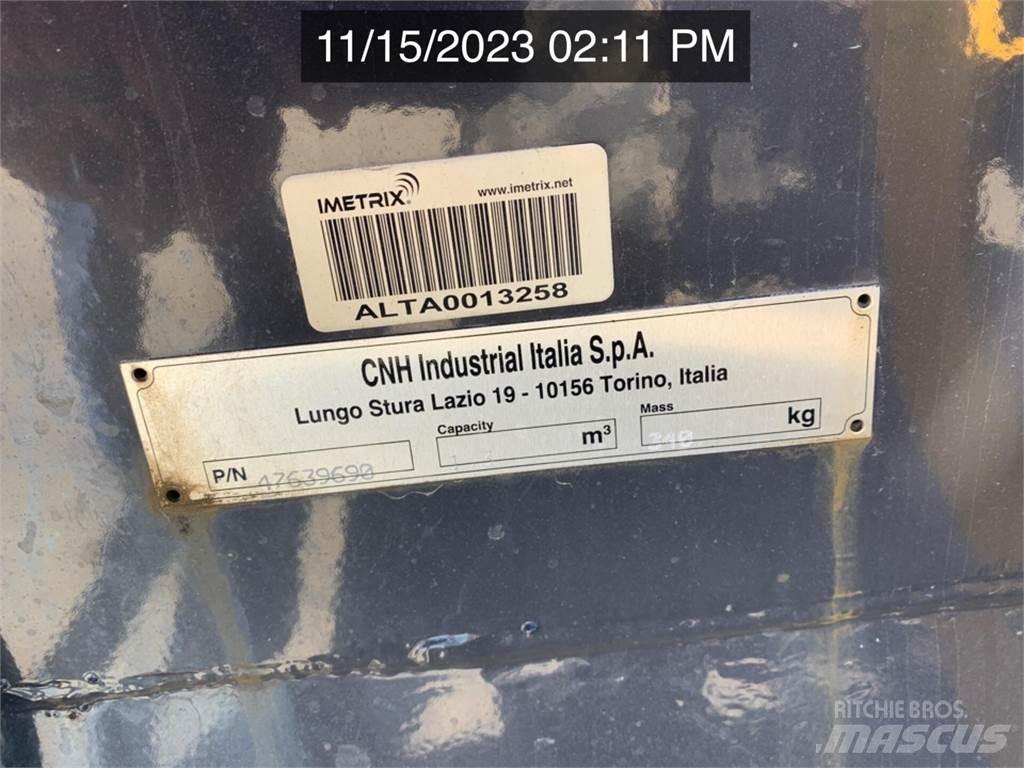 11/15/2023 02:11 PM
IMETRIX® www.imetrix.net
ALTA0013258
CNH Industrial Italia S.p.A.
Lungo Stura Lazio 19 - 10156 Torino, Italia
P/N 47639690
Capacity m³
Mass 340 kg
RITCHIE BROS.
MASCUS